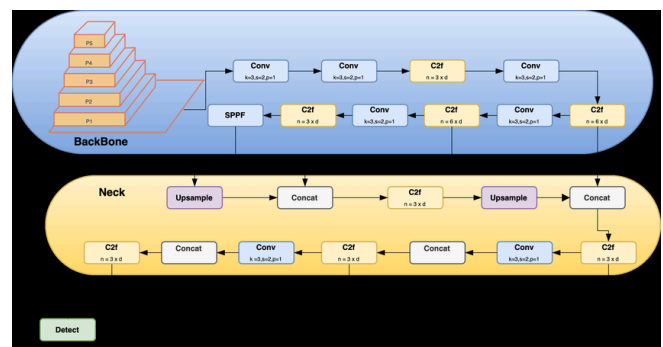 P5
P4
P3
P2
P1
BackBone
Conv
k=3,s=2,p=1
Conv
k=3,s=2,p=1
C2f
n = 3 x d
Conv
k=3,s=2,p=1
SPPF
C2f
n = 3 x d
Conv
k=3,s=2,p=1
C2f
n = 6 x d
Conv
k=3,s=2,p=1
C2f
n = 6 x d
Neck
Upsample
Concat
C2f
n = 3 x d
Upsample
Concat
C2f
n = 3 x d
Concat
Conv
k =3,s=2,p=1
C2f
n = 3 x d
Concat
Conv
k=3,s=2,p=1
C2f
n = 3 x d
Detect